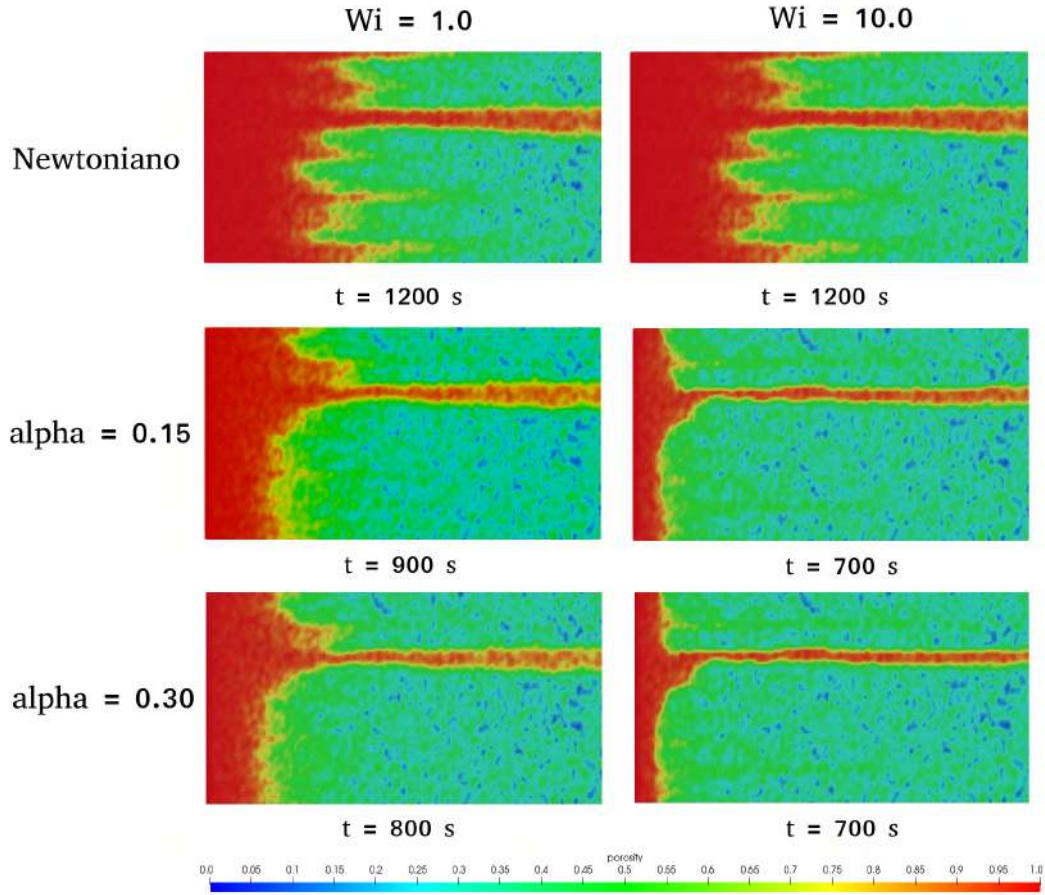 Wi = 1.0 Wi = 10.0
Newtoniano
t = 1200 s t = 1200 s
alpha = 0.15
t = 900 s t = 700 s
alpha = 0.30
t = 800 s t = 700 s
porosity
0.0 0.05 0.1 0.15 0.2 0.25 0.3 0.35 0.4 0.45 0.5 0.55 0.6 0.65 0.7 0.75 0.8 0.85 0.9 0.95 1.0